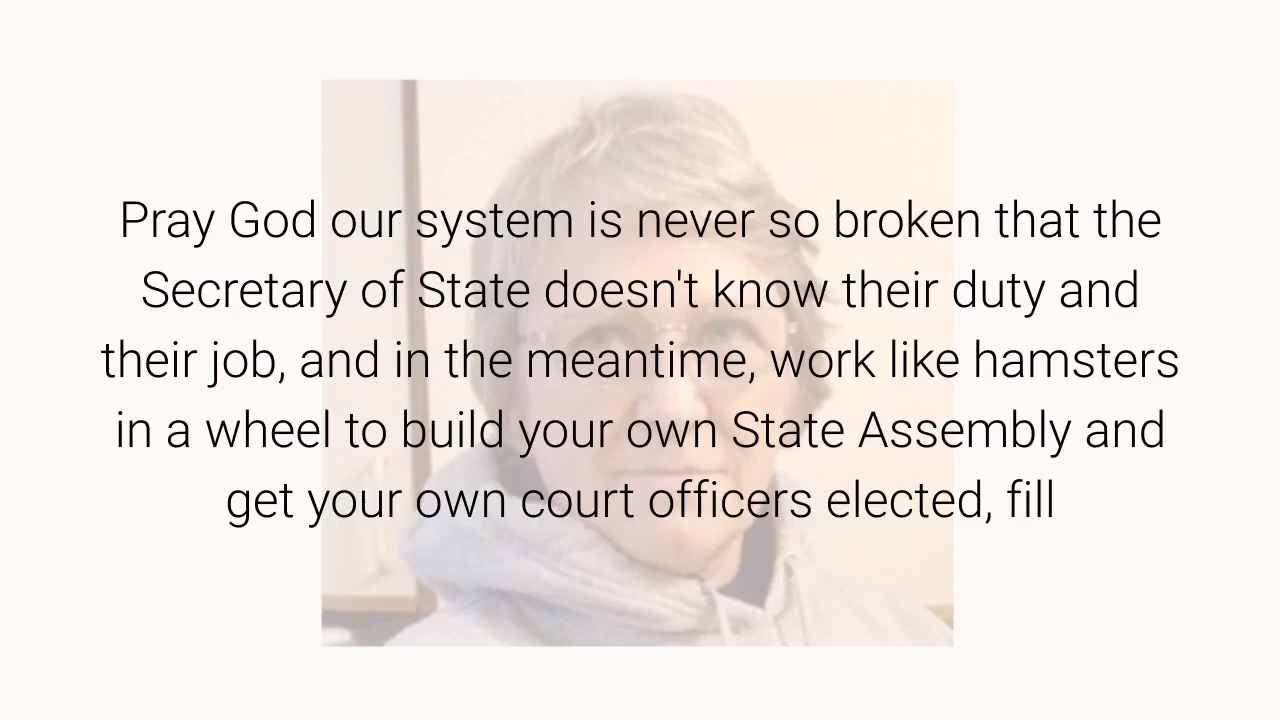 Pray God our system is never so broken that the
Secretary of State doesn't know their duty and
their job, and in the meantime, work like hamsters
in a wheel to build your own State Assembly and
get your own court officers elected, fill